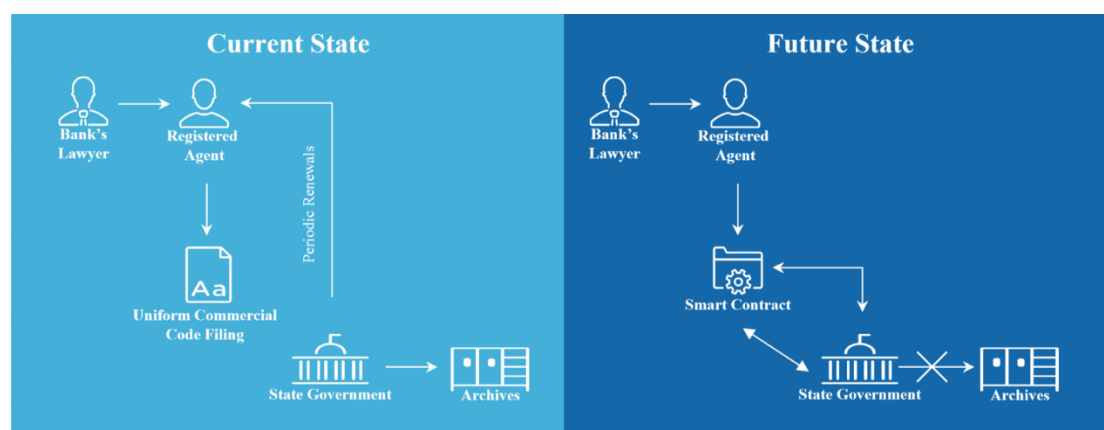 Current State
Bank's
Lawyer
Registered
Agent
Periodic Renewals
Aa
Uniform Commercial
Code Filing
State Government
Archives
Future State
Bank's
Lawyer
Registered
Agent
Smart Contract
State Government
Archives